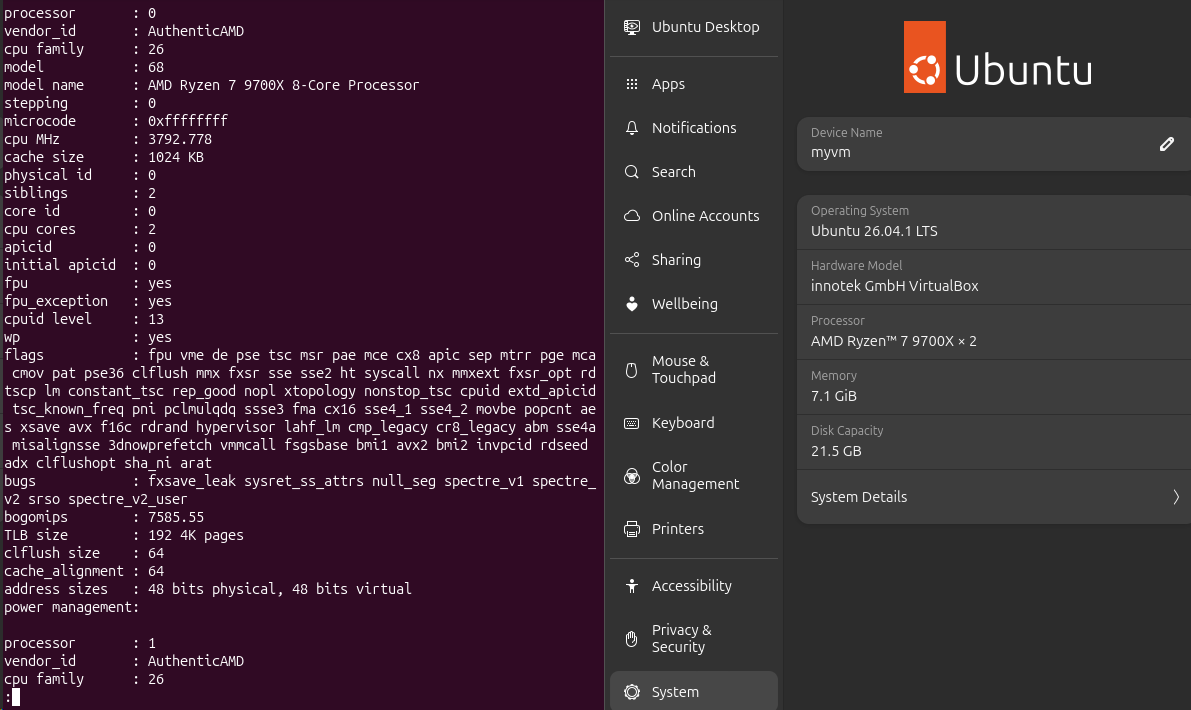 processor       : 0
vendor_id       : AuthenticAMD
cpu family      : 26
model           : 68
model name      : AMD Ryzen 7 9700X 8-Core Processor
stepping        : 0
microcode       : 0xffffffff
cpu MHz         : 3792.778
cache size      : 1024 KB
physical id     : 0
siblings        : 2
core id         : 0
cpu cores       : 2
apicid          : 0
initial apicid  : 0
fpu             : yes
fpu_exception   : yes
cpuid level     : 13
wp              : yes
flags           : fpu vme de pse tsc msr pae mce cx8 apic sep mtrr pge mca
 cmov pat pse36 clflush mmx fxsr sse sse2 ht syscall nx mmxext fxsr_opt rd
tscp lm constant_tsc rep_good nopl xtopology nonstop_tsc cpuid extd_apicid
 tsc_known_freq pni pclmulqdq ssse3 fma cx16 sse4_1 sse4_2 movbe popcnt ae
s xsave avx f16c rdrand hypervisor lahf_lm cmp_legacy cr8_legacy abm sse4a
 misalignsse 3dnowprefetch vmmcall fsgsbase bmi1 avx2 bmi2 invpcid rdseed
adx clflushopt sha_ni arat
bugs            : fxsave_leak sysret_ss_attrs null_seg spectre_v1 spectre_
v2 srso spectre_v2_user
bogomips        : 7585.55
TLB size        : 192 4K pages
clflush size    : 64
cache_alignment : 64
address sizes   : 48 bits physical, 48 bits virtual
power management:

processor       : 1
vendor_id       : AuthenticAMD
cpu family      : 26
:
Ubuntu Desktop
Apps
Notifications
Search
Online Accounts
Sharing
Wellbeing
Mouse &
Touchpad
Keyboard
Color
Management
Printers
Accessibility
Privacy &
Security
System
Ubuntu
Device Name
myvm
Operating System
Ubuntu 26.04.1 LTS
Hardware Model
innotek GmbH VirtualBox
Processor
AMD Ryzen™ 7 9700X × 2
Memory
7.1 GiB
Disk Capacity
21.5 GB
System Details